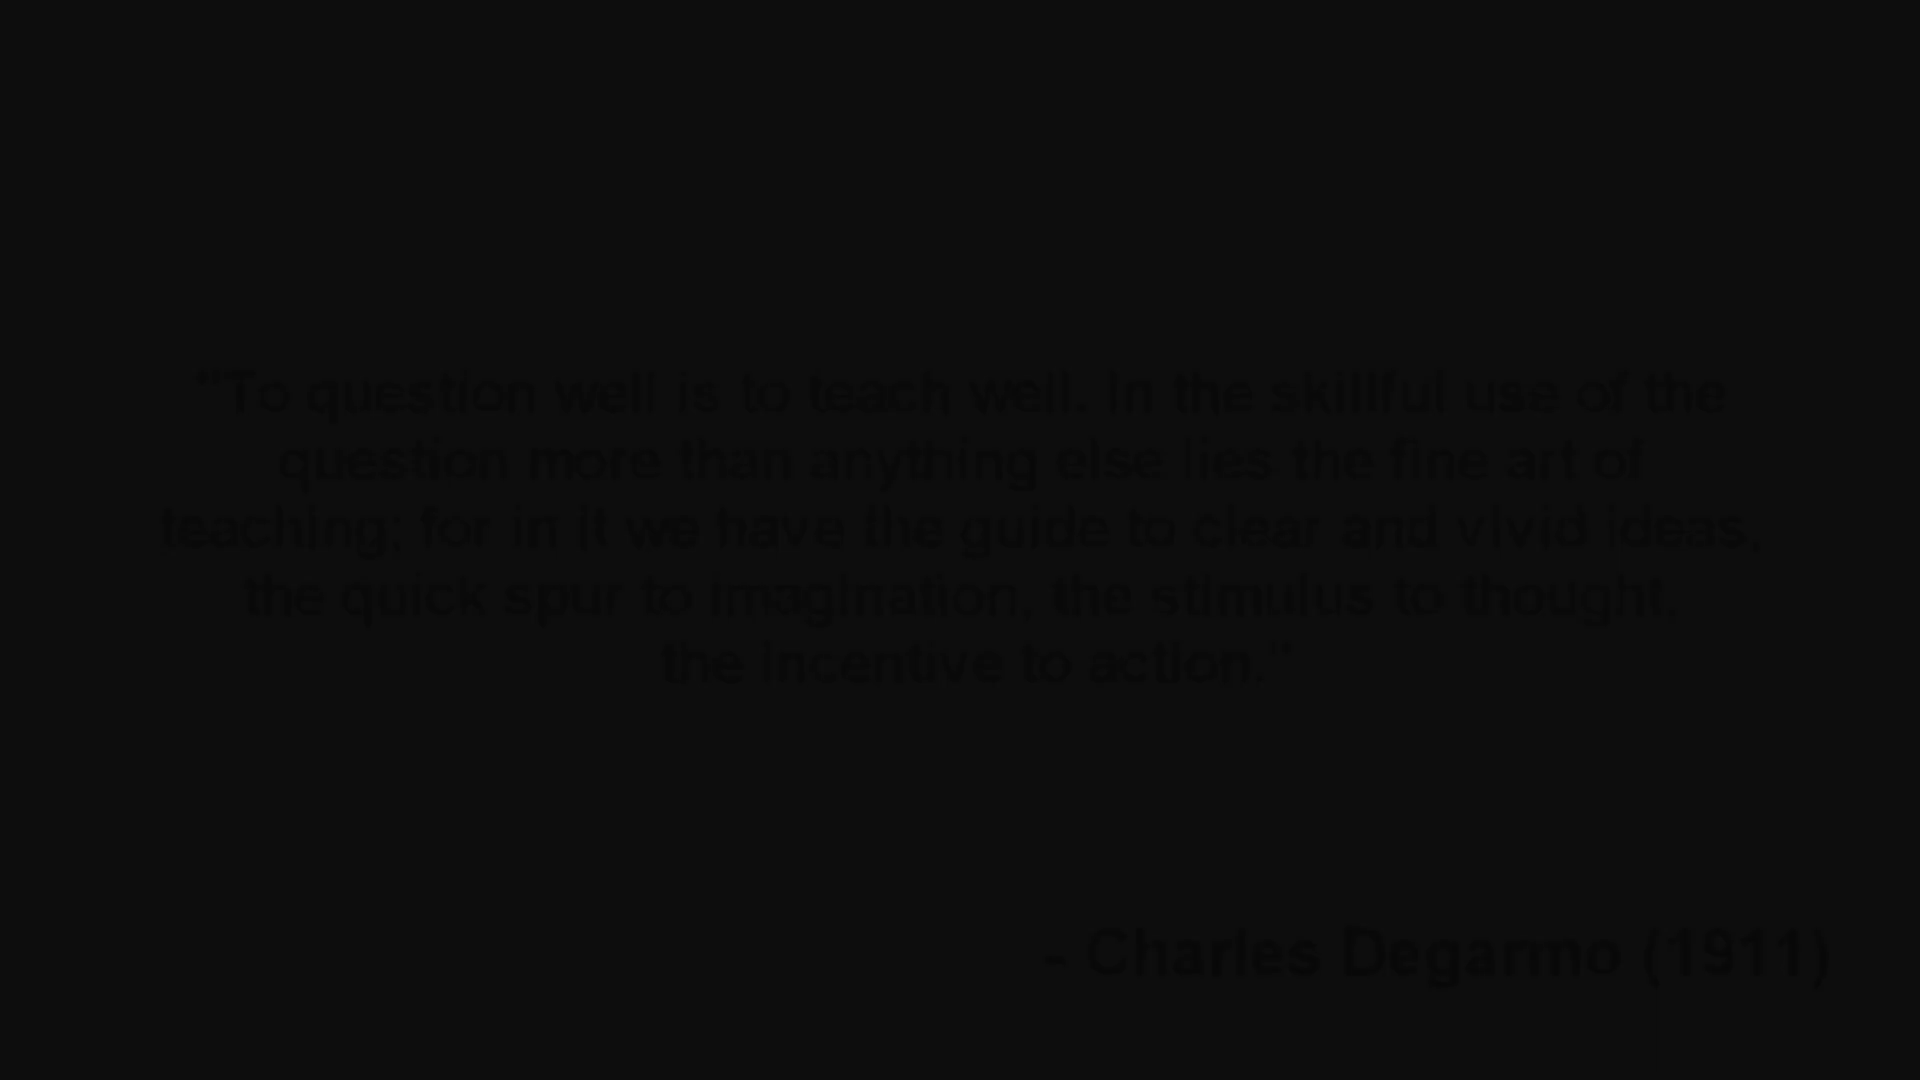 "To question well is to teach well. In the skillful use of the
question more than anything else lies the fine art of
teaching; for in it we have the guide to clear and vivid ideas,
the quick spur to imagination, the stimulus to thought,
the incentive to action."
- Charles Degarmo (1911)